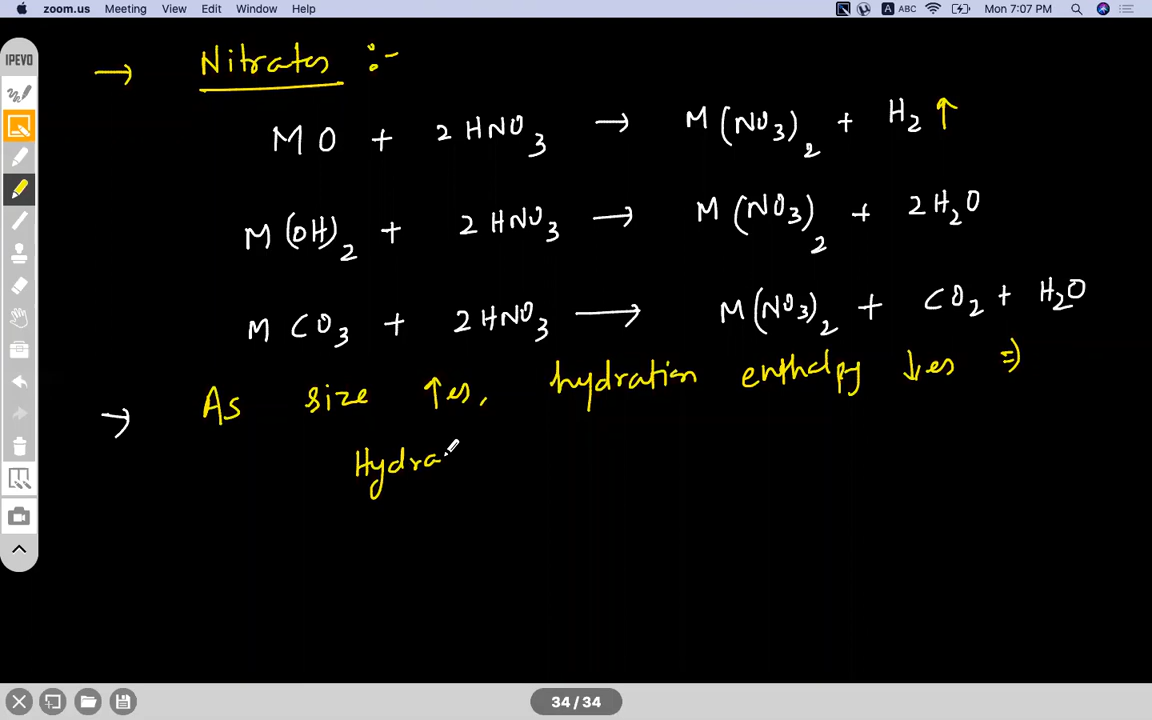 zoom.us Meeting View Edit Window Help A ABC Mon 7:07 PM
IPEVO
→ Nitrates :-
MO + 2HNO3 → M(NO3)2 + H2 ↑
M(OH)2 + 2HNO3 → M(NO3)2 + 2H2O
MCO3 + 2HNO3 → M(NO3)2 + CO2 + H2O
→ As size ↑es, hydration enthalpy ↓es ⇒
Hydra
34 / 34